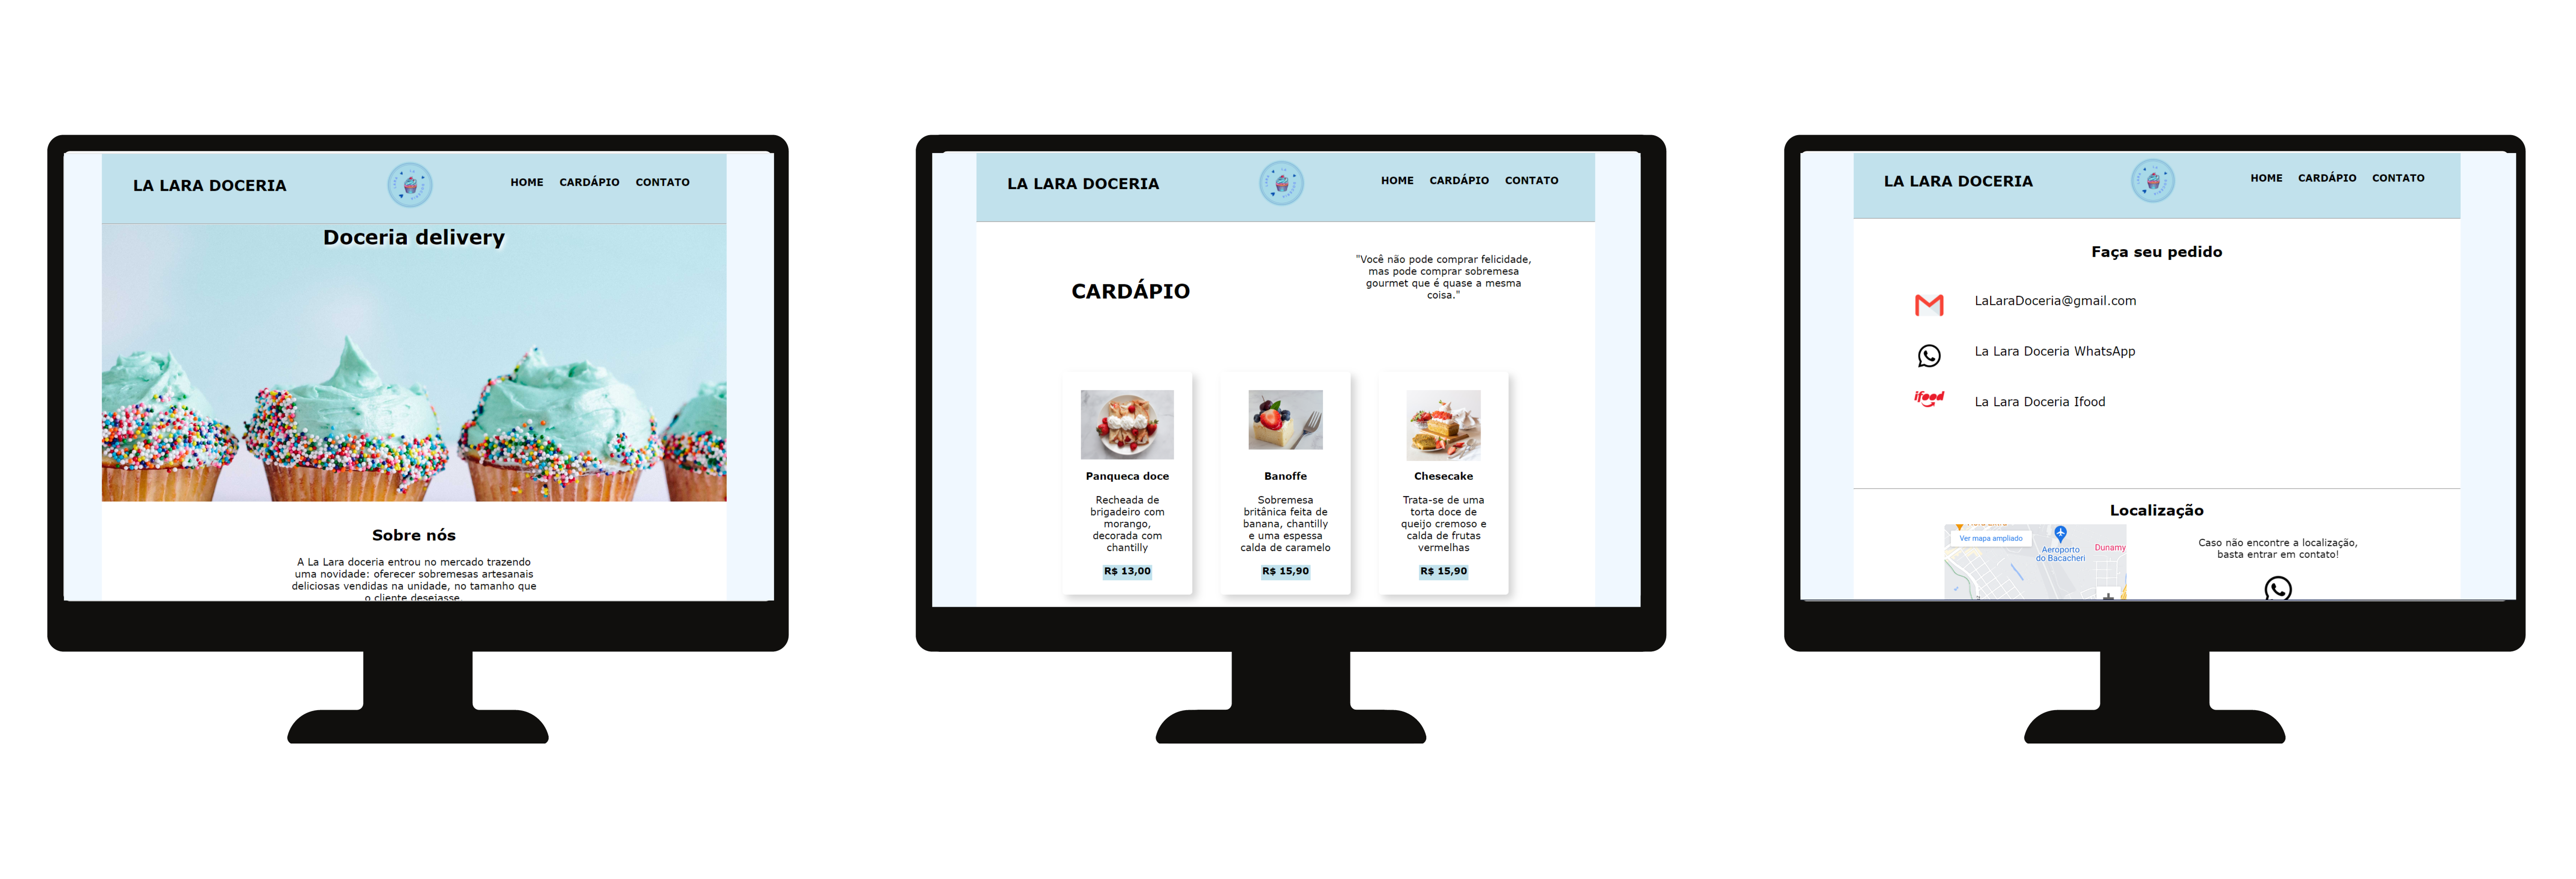 LA LARA DOCERIA
HOME CARDÁPIO CONTATO
Doceria delivery
Sobre nós
A La Lara doceria entrou no mercado trazendo
uma novidade: oferecer sobremesas artesanais
deliciosas vendidas na unidade, no tamanho que
o cliente desejasse.
LA LARA DOCERIA
HOME CARDÁPIO CONTATO
CARDÁPIO
"Você não pode comprar felicidade,
mas pode comprar sobremesa
gourmet que é quase a mesma
coisa."
Panqueca doce
Recheada de
brigadeiro com
morango,
decorada com
chantilly
R$ 13,00
Banoffe
Sobremesa
britânica feita de
banana, chantilly
e uma espessa
calda de caramelo
R$ 15,90
Chesecake
Trata-se de uma
torta doce de
queijo cremoso e
calda de frutas
vermelhas
R$ 15,90
LA LARA DOCERIA
HOME CARDÁPIO CONTATO
Faça seu pedido
LaLaraDoceria@gmail.com
La Lara Doceria WhatsApp
ifood
La Lara Doceria Ifood
Localização
Ver mapa ampliado
Aeroporto
do Bacacheri
Dunamy
Caso não encontre a localização,
basta entrar em contato!